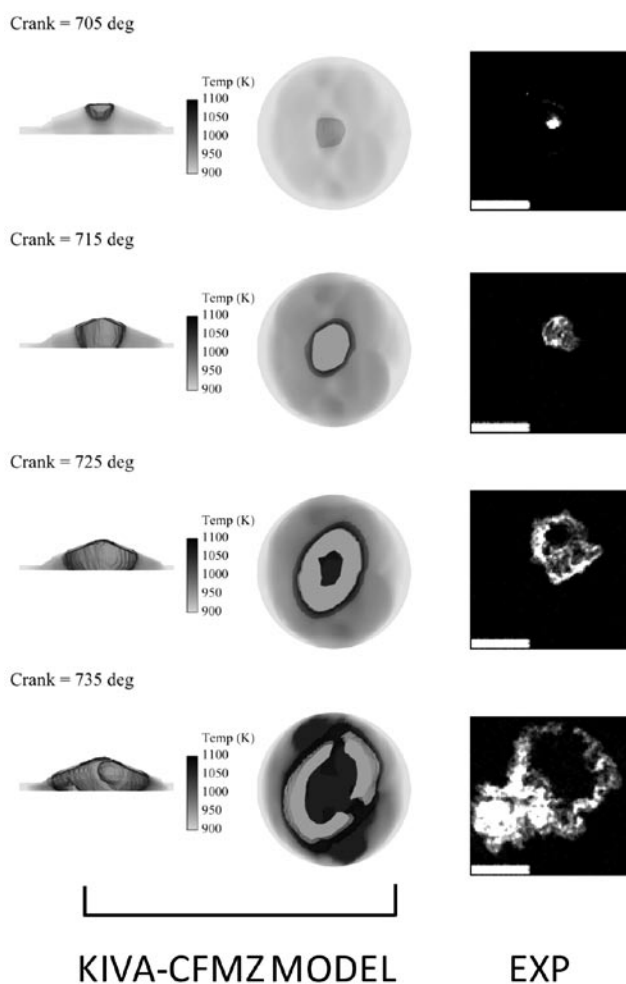 Crank = 705 deg
Temp (K)
1100
1050
1000
950
900
Crank = 715 deg
Temp (K)
1100
1050
1000
950
900
Crank = 725 deg
Temp (K)
1100
1050
1000
950
900
Crank = 735 deg
Temp (K)
1100
1050
1000
950
900
KIVA-CFMZ MODEL
EXP